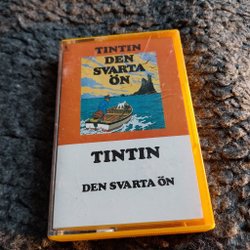 TINTIN
DEN
SVARTA
ÖN
TINTIN
DEN SVARTA ÖN